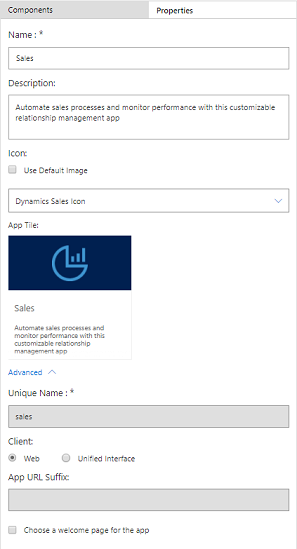 Components
Properties
Name : *
Sales
Description:
Automate sales processes and monitor performance with this customizable
relationship management app
Icon:
Use Default Image
Dynamics Sales Icon
App Tile:
Sales
Automate sales processes and
monitor performance with this
customizable relationship
management app
Advanced
Unique Name : *
sales
Client:
Web
Unified Interface
App URL Suffix:
Choose a welcome page for the app